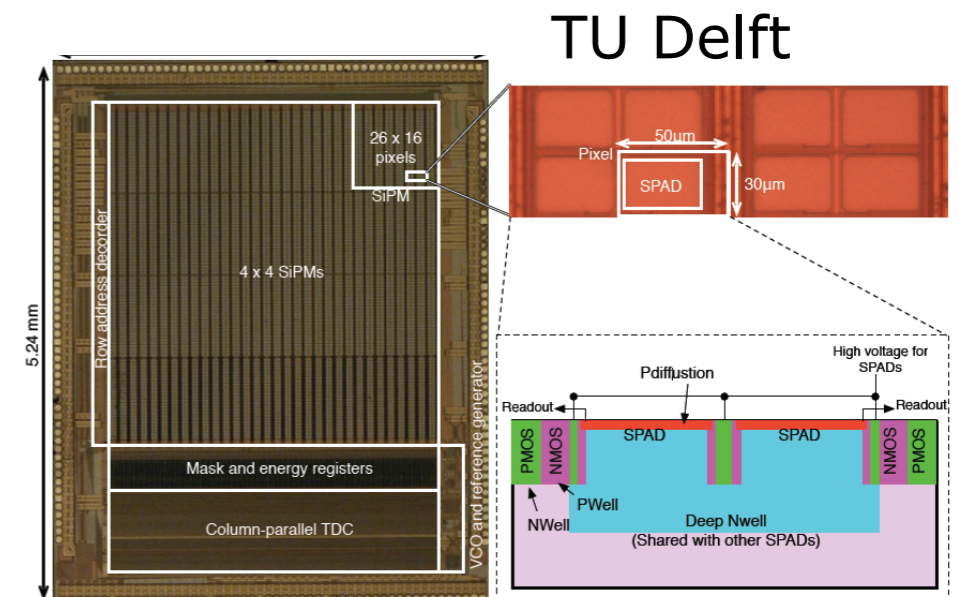 TU Delft
5.24 mm
26 x 16
pixels
SiPM
4 x 4 SiPMs
Row address decorder
VCO and reference generator
Mask and energy registers
Column-parallel TDC
50µm
Pixel
SPAD
30µm
High voltage for
SPADs
Pdiffustion
Readout
Readout
SPAD
SPAD
PMOS
NMOS
NMOS
PMOS
PWell
NWell
Deep Nwell
(Shared with other SPADs)